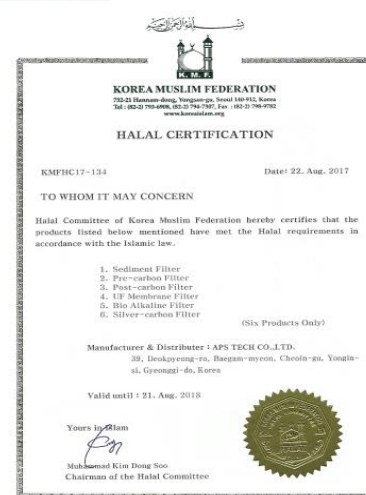 K. M. F.
KOREA MUSLIM FEDERATION
732-21 Hannam-dong, Yongsan-gu, Seoul 140-912, Korea
Tel : (82-2) 793-6908, (82-2) 794-7307, Fax : (82-2) 798-9782
www.koreaislam.org
HALAL CERTIFICATION
KMFHC17-134 Date: 22. Aug. 2017
TO WHOM IT MAY CONCERN
Halal Committee of Korea Muslim Federation hereby certifies that the
products listed below mentioned have met the Halal requirements in
accordance with the Islamic law.
1. Sediment Filter
2. Pre-carbon Filter
3. Post-carbon Filter
4. UF Membrane Filter
5. Bio Alkaline Filter
6. Silver-carbon Filter
(Six Products Only)
Manufacturer & Distributer : APS TECH CO.,LTD.
39, Deokpyeong-ro, Baegam-myeon, Cheoin-gu, Yongin-
si, Gyeonggi-do, Korea
Valid until : 21. Aug. 2018
Yours in Islam
Muhammad Kim Dong Soo
Chairman of the Halal Committee